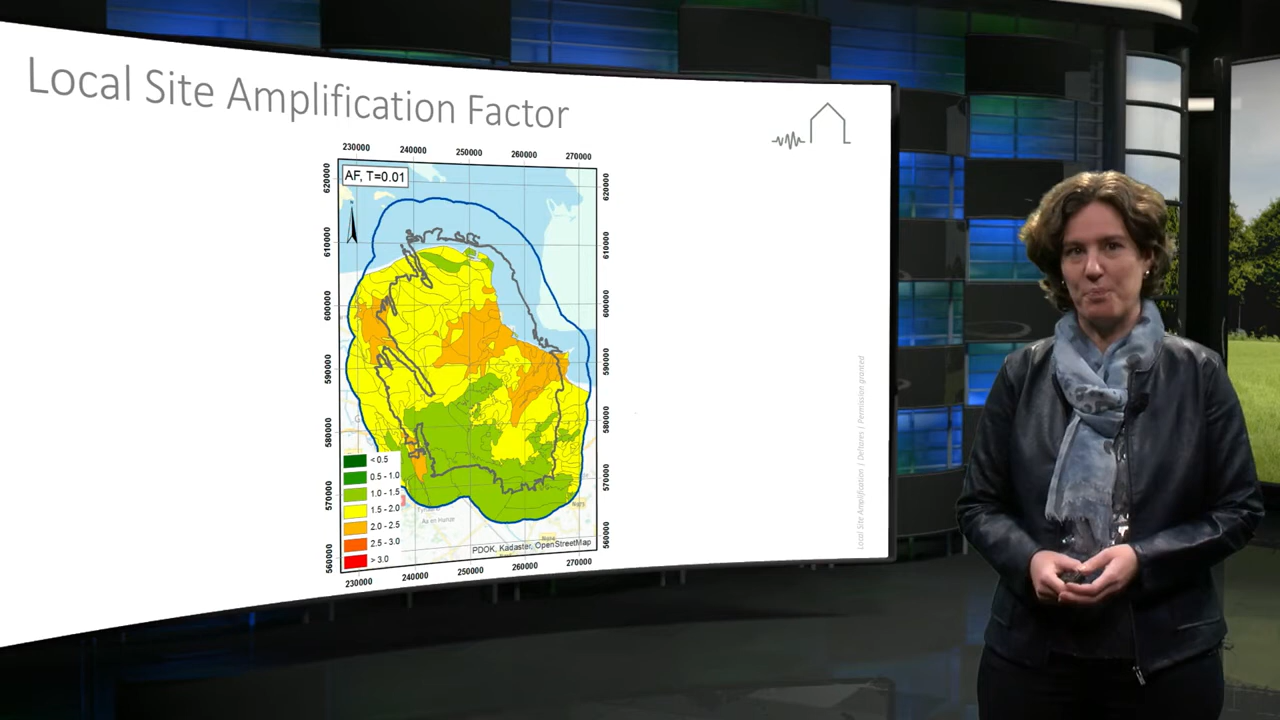 Local Site Amplification Factor
230000 240000 250000 260000 270000
AF, T=0.01
620000 620000
610000 610000
600000 600000
590000 590000
580000 580000
570000 570000
560000 560000
< 0.5
0.5 - 1.0
1.0 - 1.5
1.5 - 2.0
2.0 - 2.5
2.5 - 3.0
> 3.0
PDOK, Kadaster, OpenStreetMap
230000 240000 250000 260000 270000
Local Site Amplification / Deltares / Permission granted